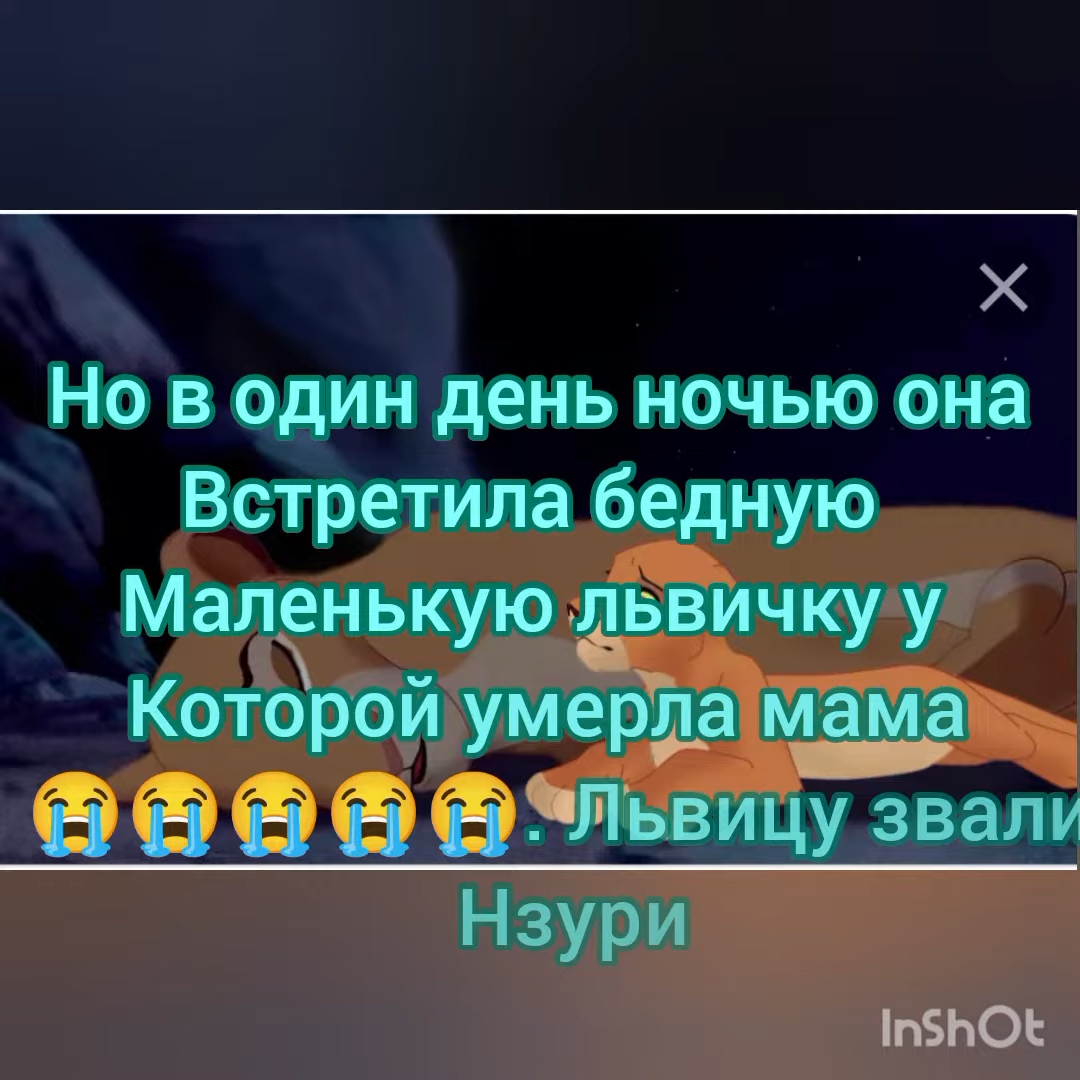 Но в один день ночью она
Встретила бедную
Маленькую львичку у
Которой умерла мама
😭😭😭😭😭. Львицу звали
Нзури
InShOt